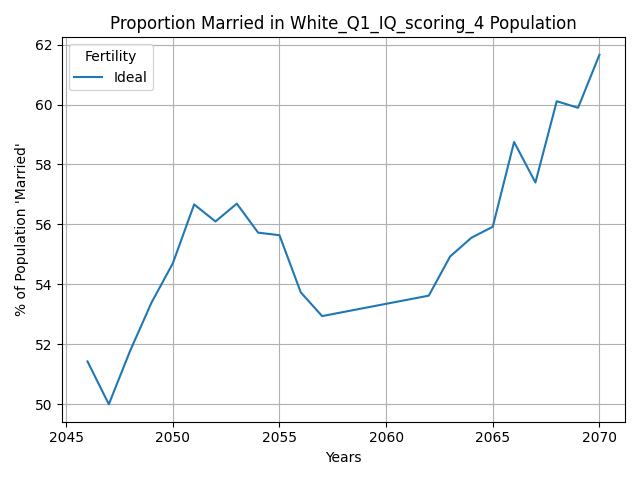 Proportion Married in White_Q1_IQ_scoring_4 Population
Fertility
Ideal
% of Population 'Married'
62
60
58
56
54
52
50
2045
2050
2055
2060
2065
2070
Years